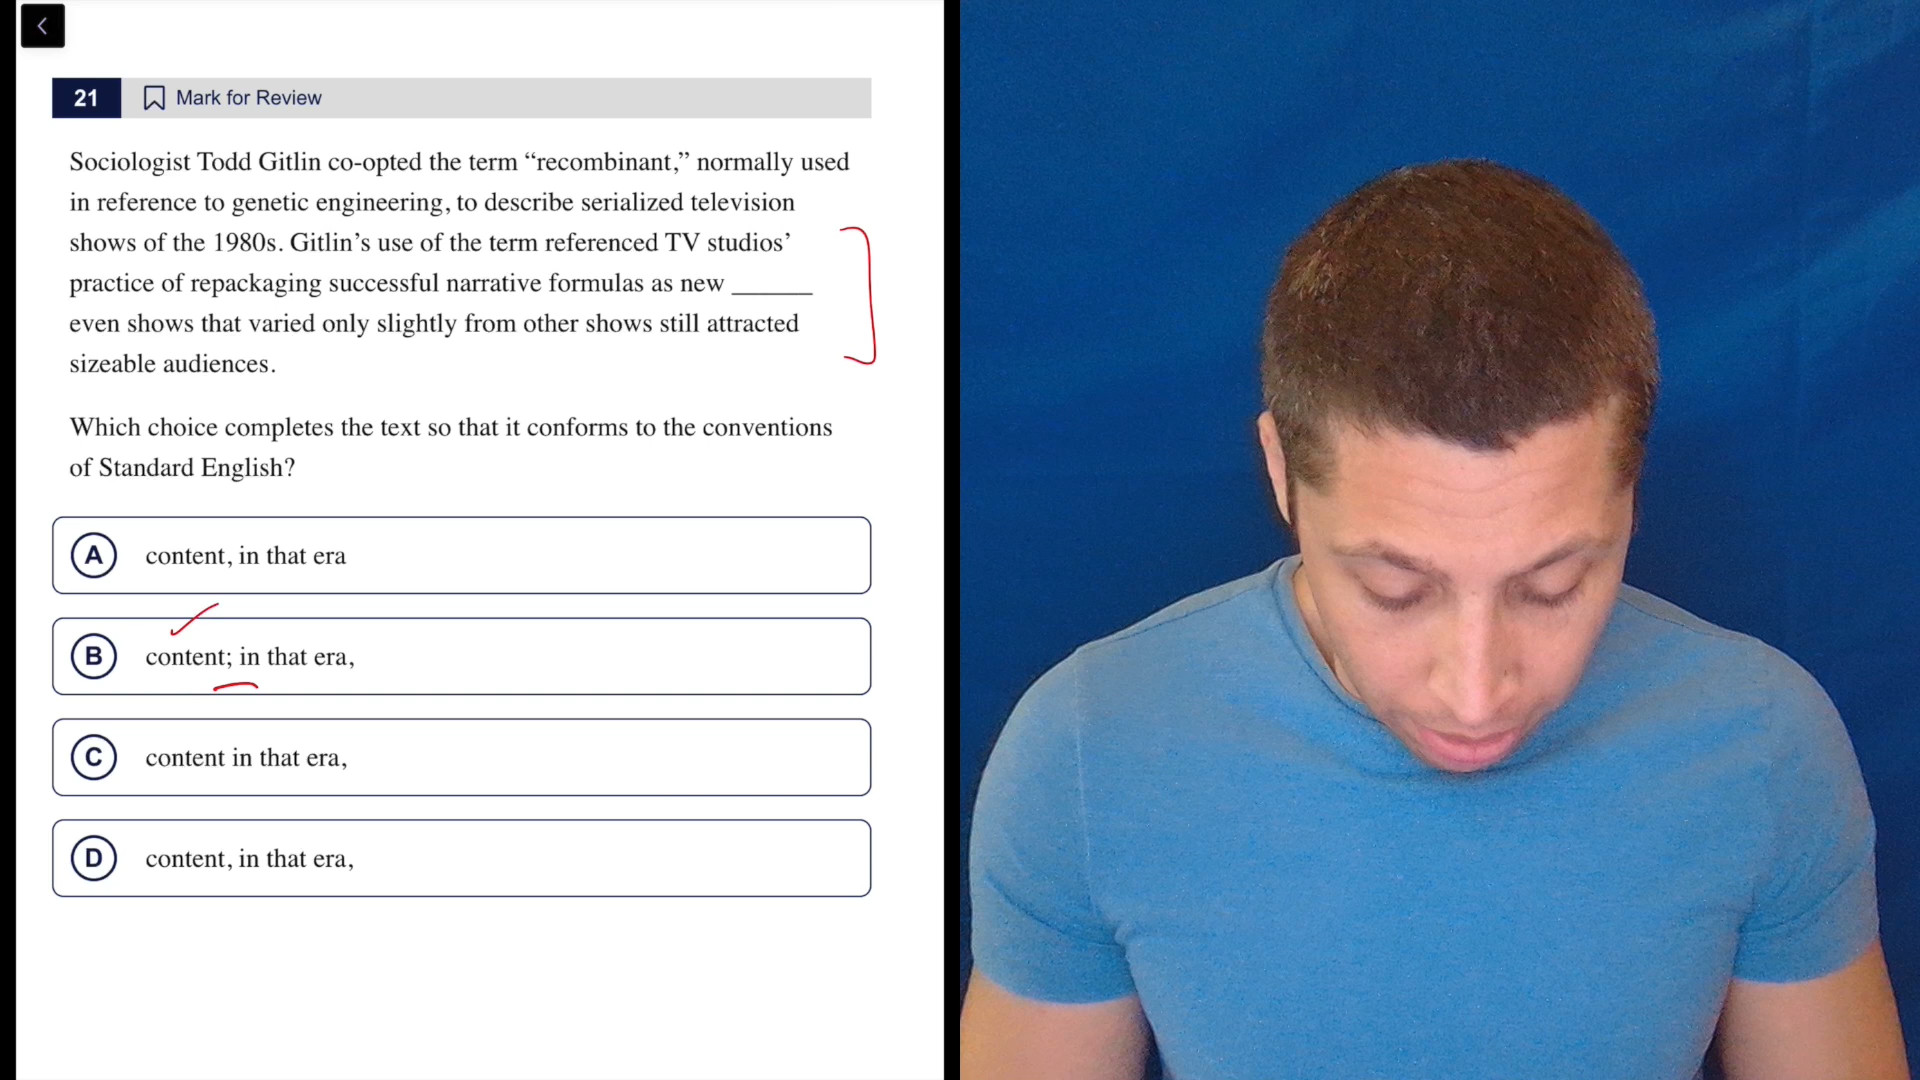 21 Mark for Review
Sociologist Todd Gitlin co-opted the term “recombinant,” normally used
in reference to genetic engineering, to describe serialized television
shows of the 1980s. Gitlin’s use of the term referenced TV studios’
practice of repackaging successful narrative formulas as new ______
even shows that varied only slightly from other shows still attracted
sizeable audiences.
Which choice completes the text so that it conforms to the conventions
of Standard English?
A content, in that era
B content; in that era,
C content in that era,
D content, in that era,